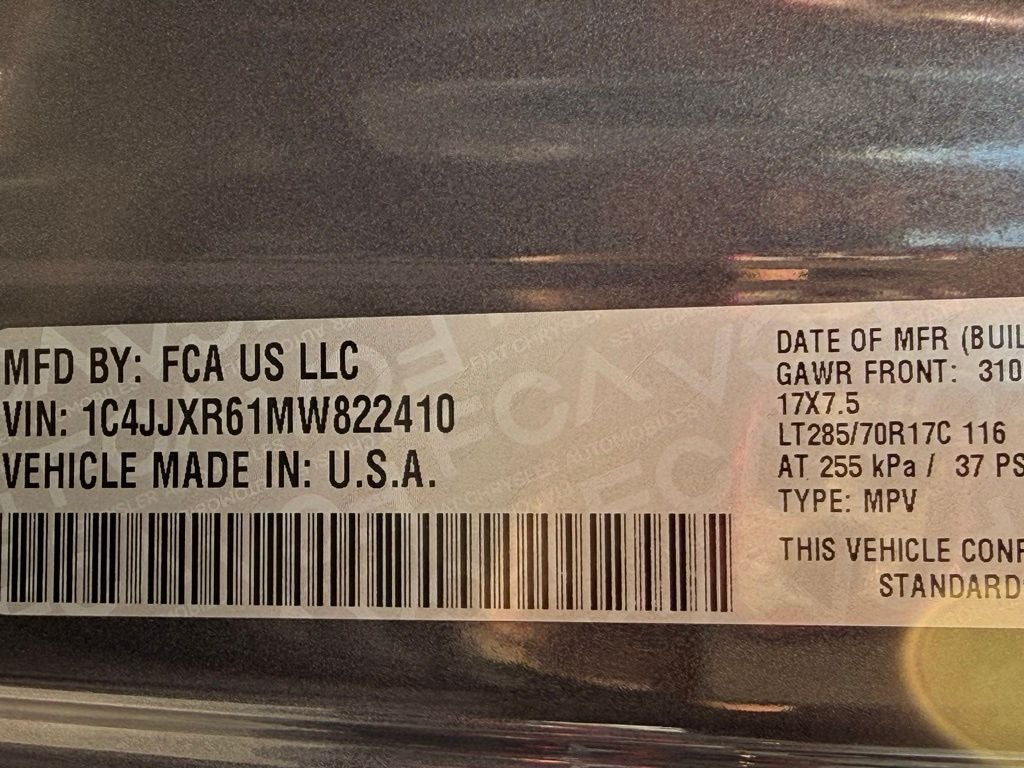 MFD BY: FCA US LLC
VIN: 1C4JJXR61MW822410
VEHICLE MADE IN: U.S.A.
DATE OF MFR (BUIL
GAWR FRONT: 310
17X7.5
LT285/70R17C 116
AT 255 kPa / 37 PS
TYPE: MPV
THIS VEHICLE CONF
STANDARD